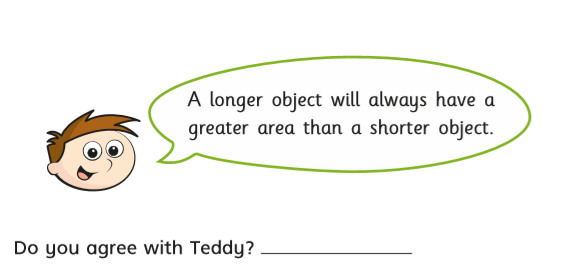 A longer object will always have a
greater area than a shorter object.
Do you agree with Teddy?